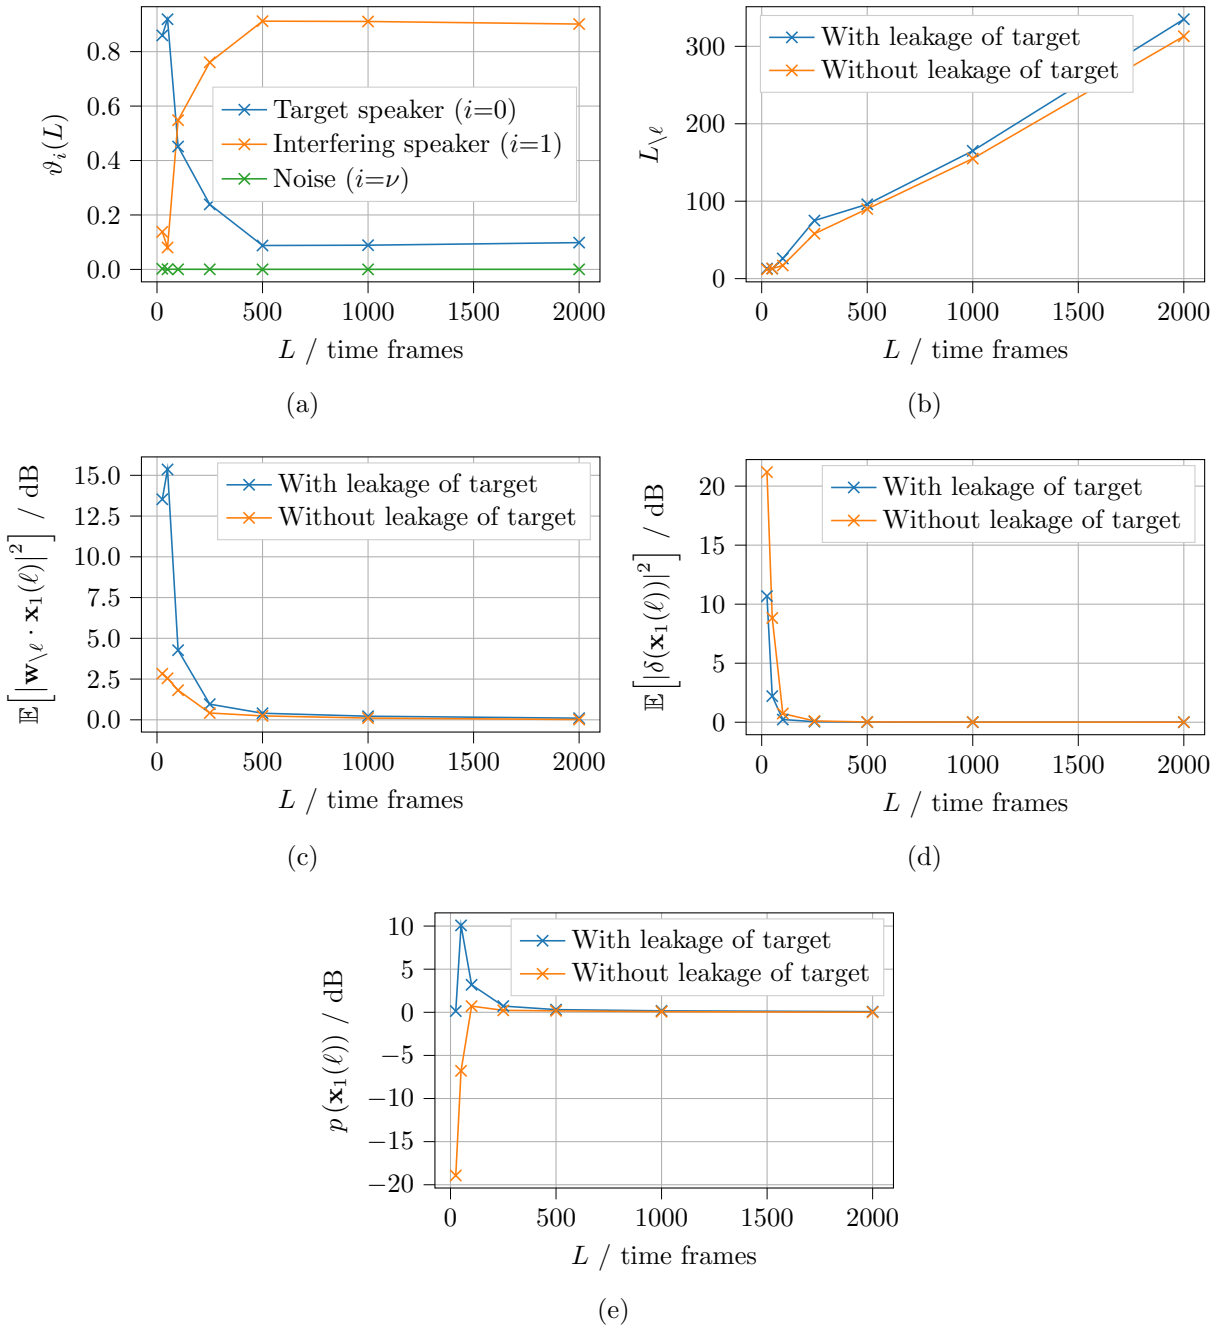 0.8
0.6
0.4
0.2
0.0
ϑᵢ(L)
Target speaker (i=0)
Interfering speaker (i=1)
Noise (i=ν)
0 500 1000 1500 2000
L / time frames
(a)
300
200
100
0
L\ℓ
With leakage of target
Without leakage of target
0 500 1000 1500 2000
L / time frames
(b)
15.0
12.5
10.0
7.5
5.0
2.5
0.0
𝔼[|w\ℓ · x₁(ℓ)|²] / dB
With leakage of target
Without leakage of target
0 500 1000 1500 2000
L / time frames
(c)
20
15
10
5
0
𝔼[|δ(x₁(ℓ))|²] / dB
With leakage of target
Without leakage of target
0 500 1000 1500 2000
L / time frames
(d)
10
5
0
−5
−10
−15
−20
p(x₁(ℓ)) / dB
With leakage of target
Without leakage of target
0 500 1000 1500 2000
L / time frames
(e)